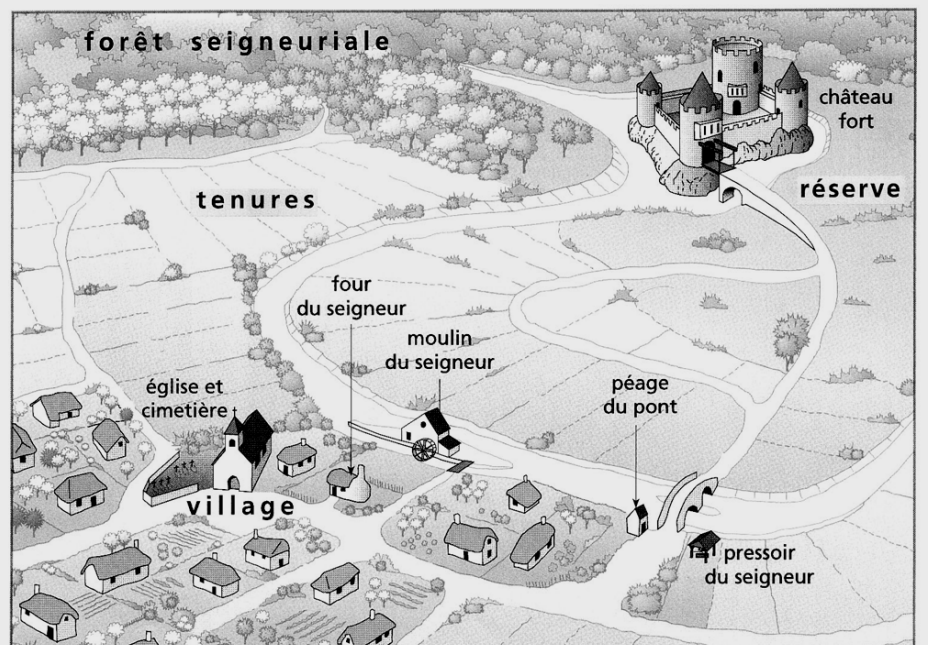 forêt seigneuriale
château
fort
réserve
tenures
four
du seigneur
moulin
du seigneur
péage
du pont
église et
cimetière
village
pressoir
du seigneur